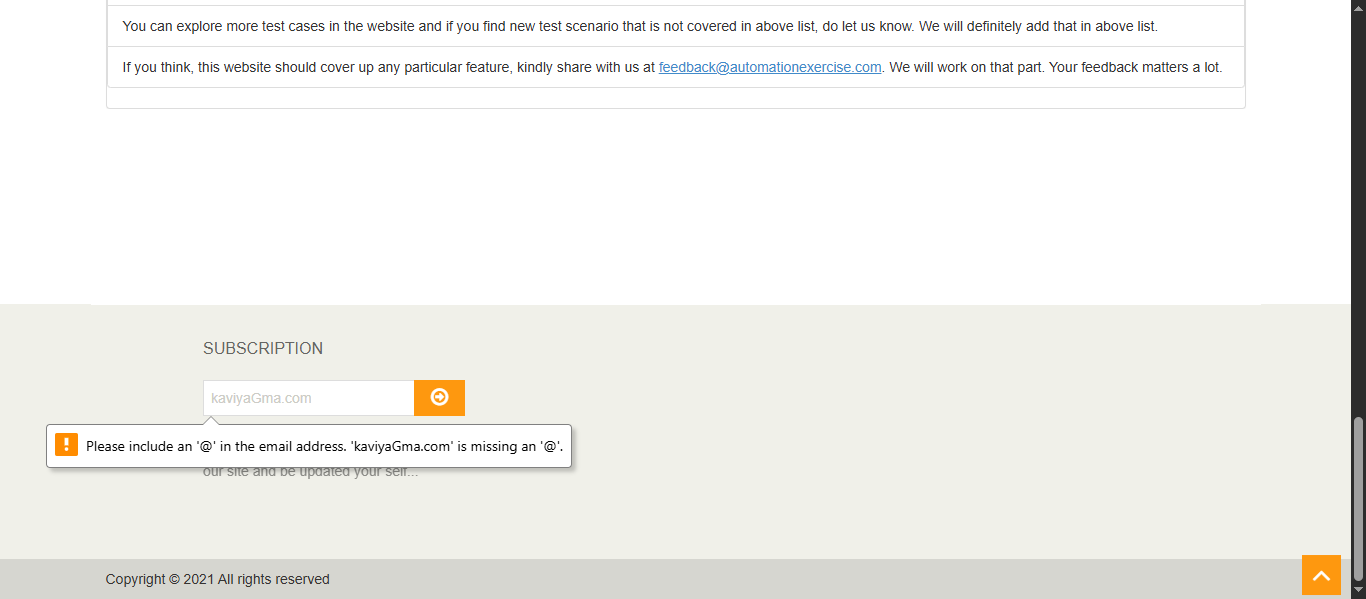 You can explore more test cases in the website and if you find new test scenario that is not covered in above list, do let us know. We will definitely add that in above list.
If you think, this website should cover up any particular feature, kindly share with us at feedback@automationexercise.com. We will work on that part. Your feedback matters a lot.
SUBSCRIPTION
kaviyaGma.com
Please include an '@' in the email address. 'kaviyaGma.com' is missing an '@'.
our site and be updated your self...
Copyright © 2021 All rights reserved